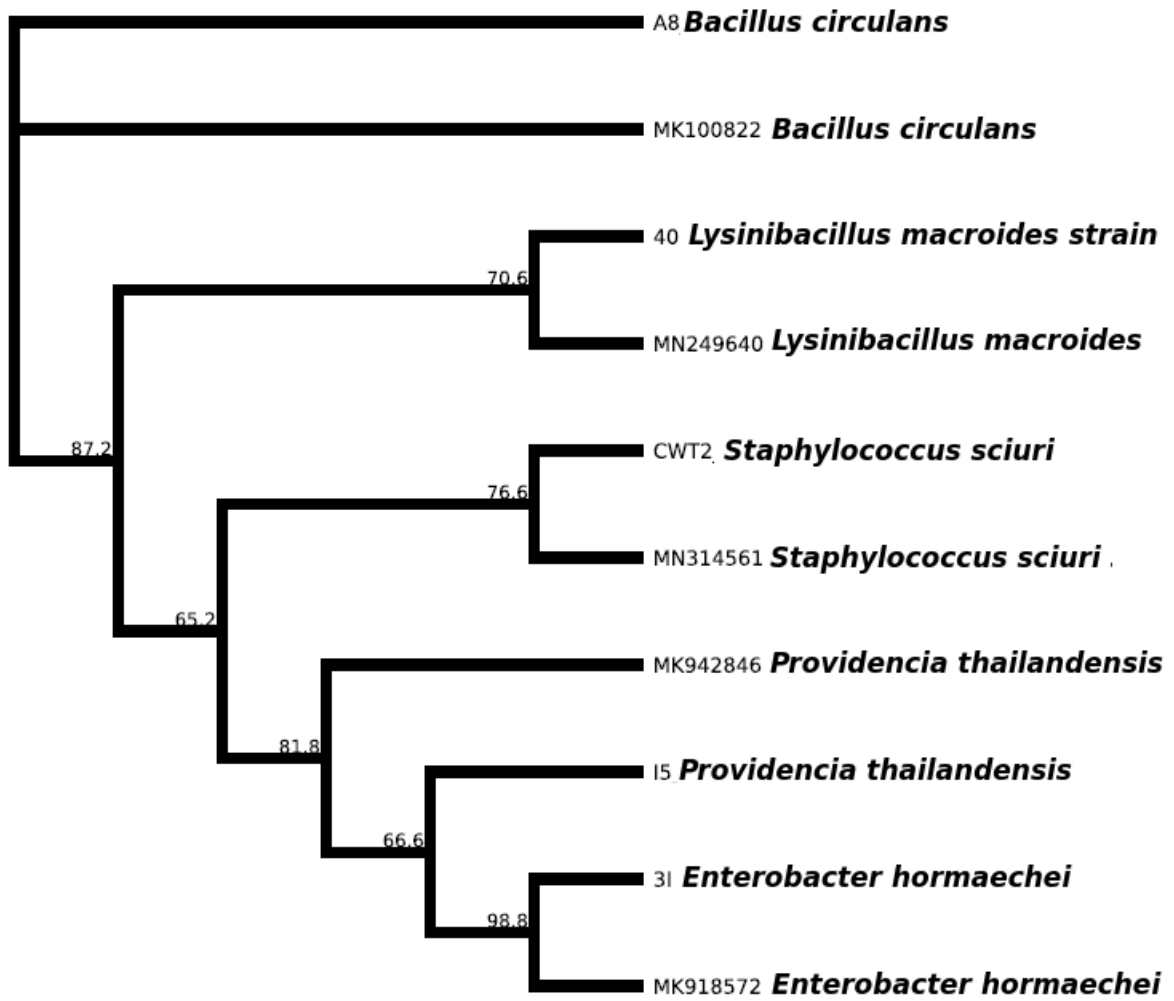 A8 Bacillus circulans
MK100822 Bacillus circulans
40 Lysinibacillus macroides strain
70.6
MN249640 Lysinibacillus macroides
87.2
CWT2 Staphylococcus sciuri
76.6
MN314561 Staphylococcus sciuri .
65.2
MK942846 Providencia thailandensis
81.8
I5 Providencia thailandensis
66.6
3I Enterobacter hormaechei
98.8
MK918572 Enterobacter hormaechei